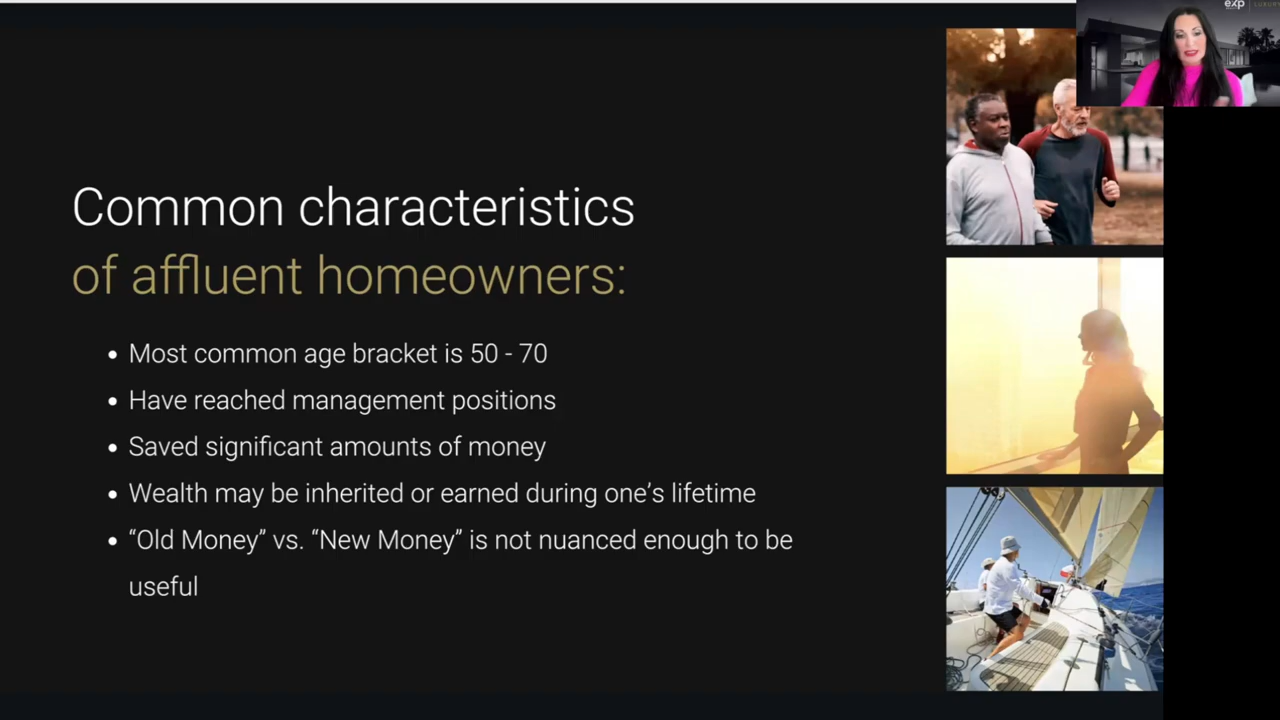 exp
LUXURY
Common characteristics
of affluent homeowners:
• Most common age bracket is 50 - 70
• Have reached management positions
• Saved significant amounts of money
• Wealth may be inherited or earned during one’s lifetime
• “Old Money” vs. “New Money” is not nuanced enough to be
useful